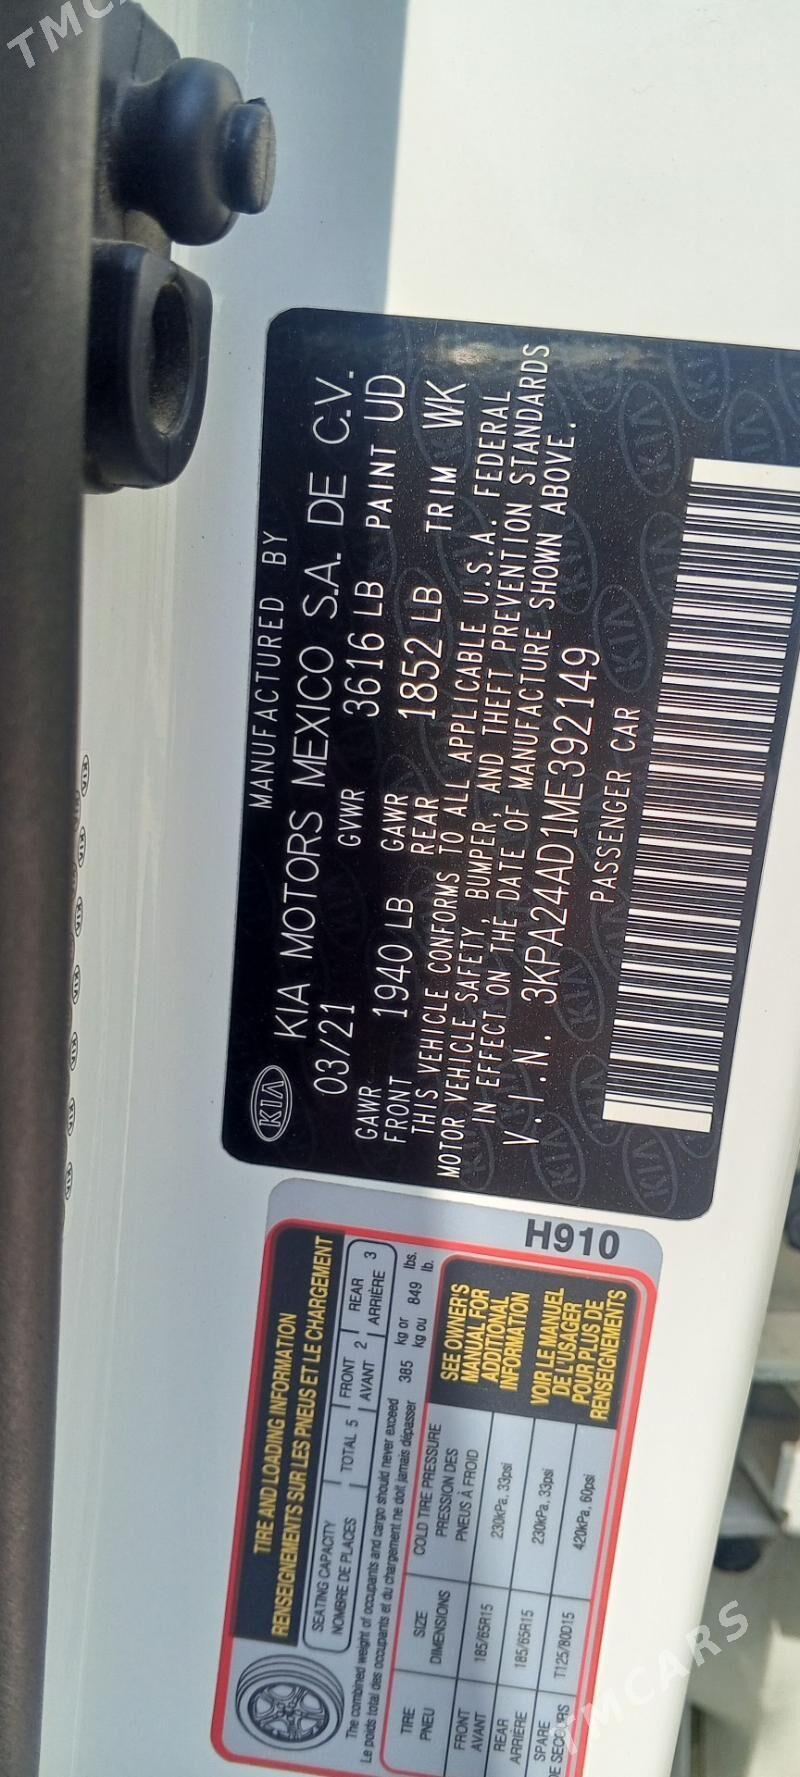 MANUFACTURED BY
KIA KIA MOTORS MEXICO S.A. DE C.V.
03/21 GVWR 3616 LB PAINT UD
GAWR FRONT 1940 LB GAWR REAR 1852 LB TRIM WK
THIS VEHICLE CONFORMS TO ALL APPLICABLE U.S.A. FEDERAL
MOTOR VEHICLE SAFETY, BUMPER, AND THEFT PREVENTION STANDARDS
IN EFFECT ON THE DATE OF MANUFACTURE SHOWN ABOVE.
V.I.N. 3KPA24AD1ME392149
PASSENGER CAR
TIRE AND LOADING INFORMATION
RENSEIGNEMENTS SUR LES PNEUS ET LE CHARGEMENT
SEATING CAPACITY
NOMBRE DE PLACES
TOTAL 5
FRONT
AVANT 2
REAR
ARRIÈRE 3
The combined weight of occupants and cargo should never exceed 385 kg or 849 lbs.
Le poids total des occupants et du chargement ne doit jamais dépasser kg ou lb.
TIRE
PNEU
SIZE
DIMENSIONS
COLD TIRE PRESSURE
PRESSION DES
PNEUS À FROID
FRONT
AVANT
185/65R15
230kPa, 33psi
REAR
ARRIÈRE
185/65R15
230kPa, 33psi
SPARE
DE SECOURS
T125/80D15
420kPa, 60psi
SEE OWNER'S
MANUAL FOR
ADDITIONAL
INFORMATION
VOIR LE MANUEL
DE L'USAGER
POUR PLUS DE
RENSEIGNEMENTS
H910
TMCARS